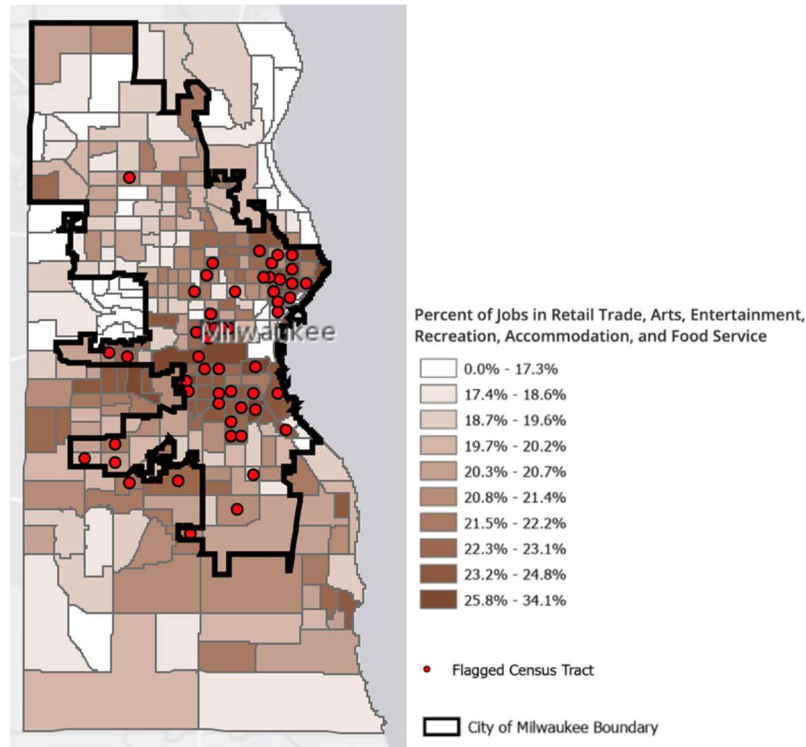 Milwaukee
Percent of Jobs in Retail Trade, Arts, Entertainment,
Recreation, Accommodation, and Food Service
0.0% - 17.3%
17.4% - 18.6%
18.7% - 19.6%
19.7% - 20.2%
20.3% - 20.7%
20.8% - 21.4%
21.5% - 22.2%
22.3% - 23.1%
23.2% - 24.8%
25.8% - 34.1%
Flagged Census Tract
City of Milwaukee Boundary